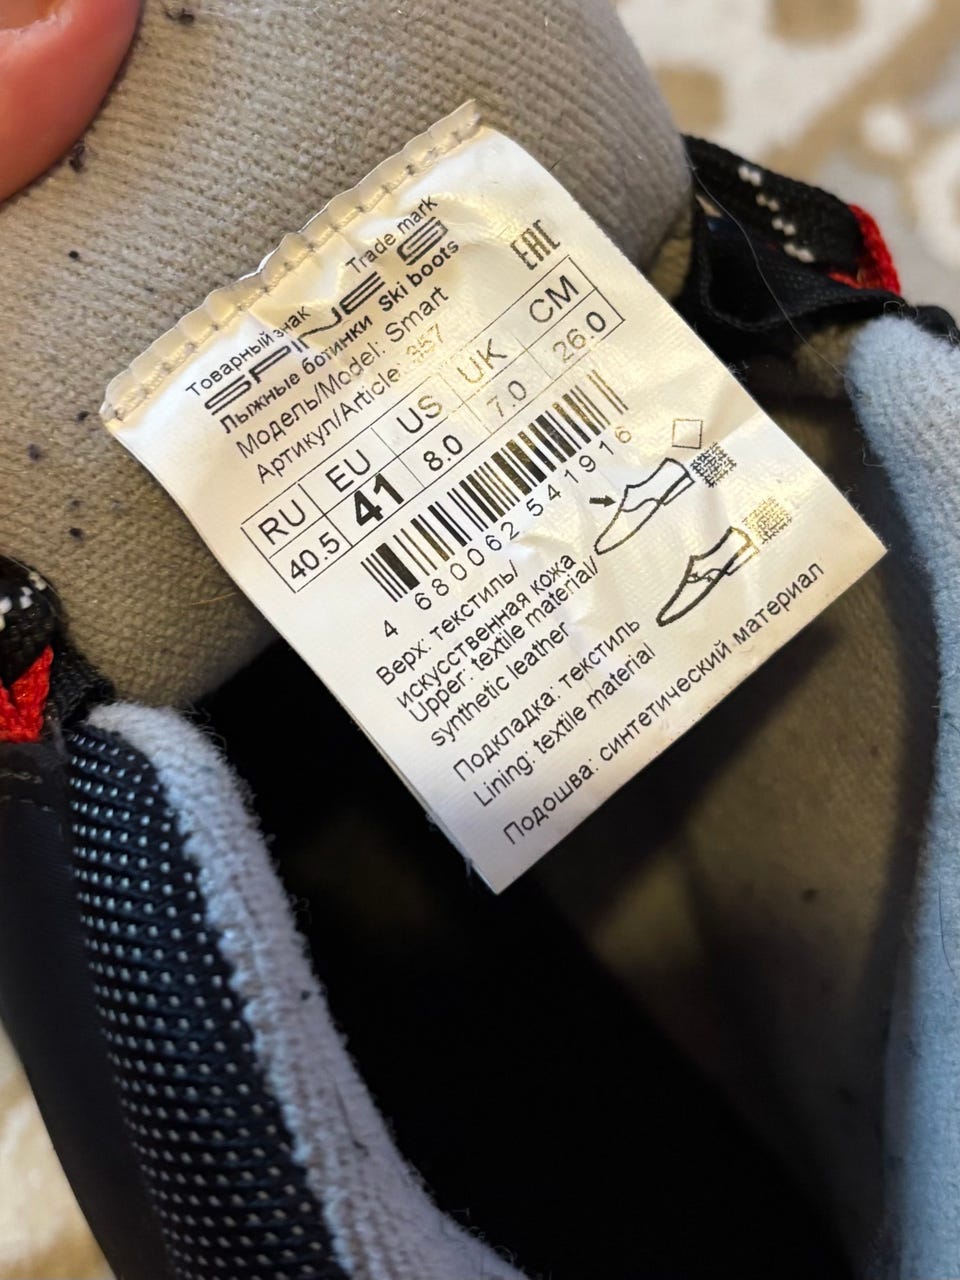 Товарный знак Trade mark
SPINE
EAC
Лыжные ботинки Ski boots
Модель/Model: Smart
Артикул/Article: 357
RU EU US UK CM
40.5 41 8.0 7.0 26.0
4 680062 541916
Верх: текстиль/
искусственная кожа
Upper: textile material/
synthetic leather
Подкладка: текстиль
Lining: textile material
Подошва: синтетический материал